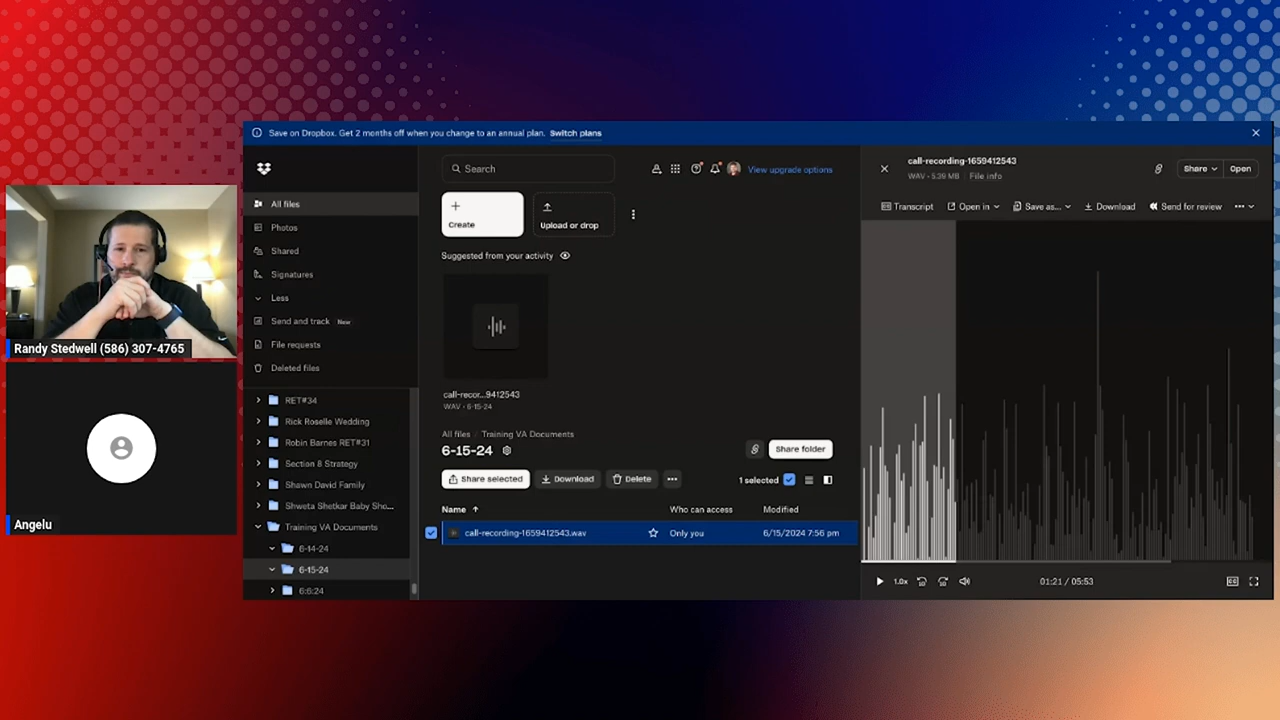 Save on Dropbox. Get 2 months off when you change to an annual plan. Switch plans
Randy Stedwell (586) 307-4765
Angelu
All files
Photos
Shared
Signatures
Less
Send and track New
File requests
Deleted files
RET#34
Rick Roselle Wedding
Robin Barnes RET#31
Section 8 Strategy
Shawn David Family
Shweta Shetkar Baby Sho...
Training VA Documents
6-14-24
6-15-24
6:6:24
Search
View upgrade options
Create
Upload or drop
Suggested from your activity
call-recor...9412543
WAV • 6-15-24
All files Training VA Documents
6-15-24
Share folder
Share selected Download Delete 1 selected
Name Who can access Modified
call-recording-1659412543.wav Only you 6/15/2024 7:56 pm
call-recording-1659412543
WAV • 5.39 MB File info
Share Open
Transcript Open in Save as... Download Send for review
1.0x 01:21 / 05:53